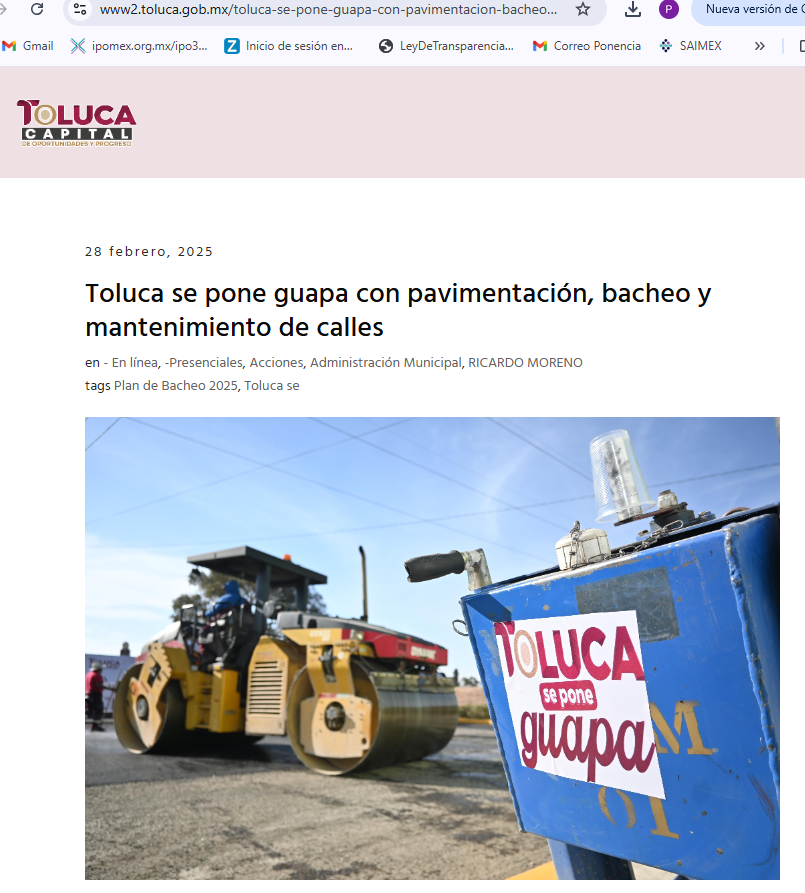 www2.toluca.gob.mx/toluca-se-pone-guapa-con-pavimentacion-bacheo...
P
Nueva versión de
Gmail
ipomex.org.mx/ipo3...
Z
Inicio de sesión en...
LeyDeTransparencia...
Correo Ponencia
SAIMEX
»
TOLUCA
CAPITAL
DE OPORTUNIDADES Y PROGRESO
28 febrero, 2025
Toluca se pone guapa con pavimentación, bacheo y
mantenimiento de calles
en - En línea, -Presenciales, Acciones, Administración Municipal, RICARDO MORENO
tags Plan de Bacheo 2025, Toluca se
DYNAPAC
TOLUCA
se pone
guapa
M
10